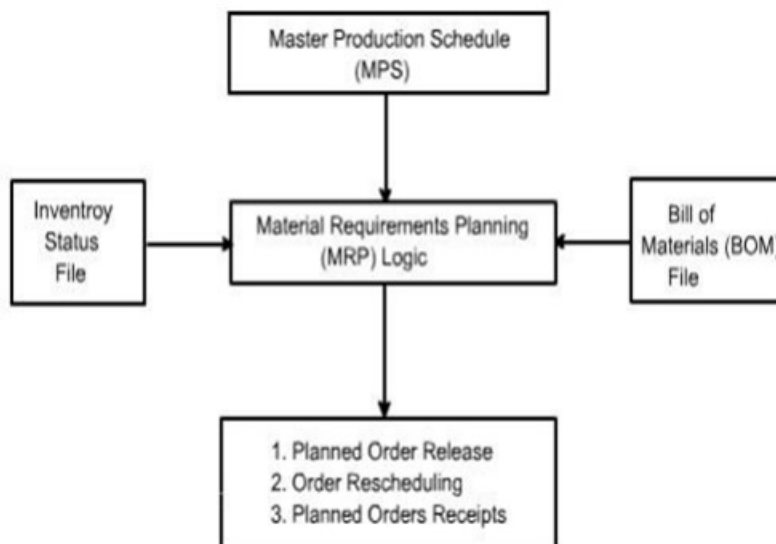 Master Production Schedule
(MPS)
Inventroy
Status
File
Material Requirements Planning
(MRP) Logic
Bill of
Materials (BOM)
File
1. Planned Order Release
2. Order Rescheduling
3. Planned Orders Receipts